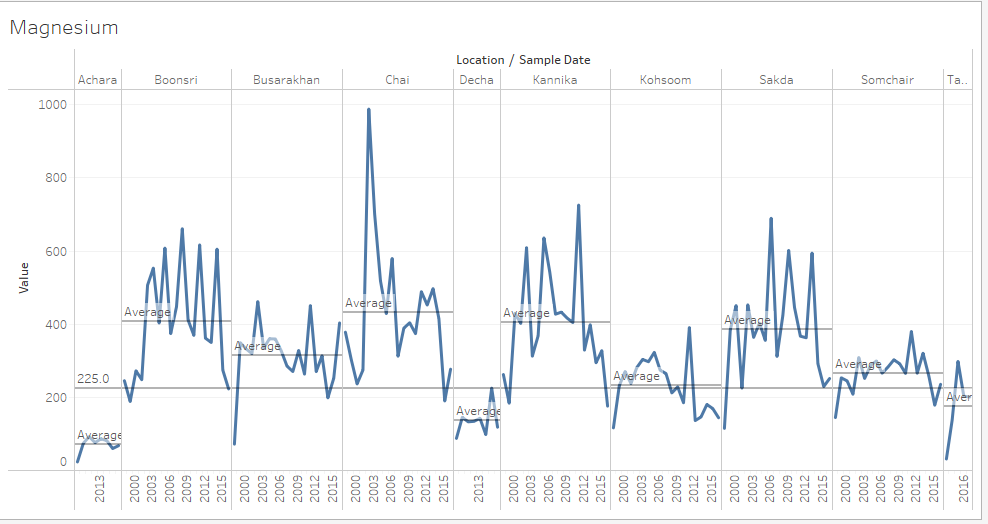 Magnesium
Location / Sample Date
Achara Boonsri Busarakhan Chai Decha Kannika Kohsoom Sakda Somchair Ta..
Value
1000
800
600
400
200
0
225.0
Average
Average
Average
Average
Average
Average
Average
Average
Average
Aver
2013 2000 2003 2006 2009 2012 2015 2000 2003 2006 2009 2012 2015 2000 2003 2006 2009 2012 2015 2013 2000 2003 2006 2009 2012 2015 2000 2003 2006 2009 2012 2015 2000 2003 2006 2009 2012 2015 2000 2003 2006 2009 2012 2015 2016